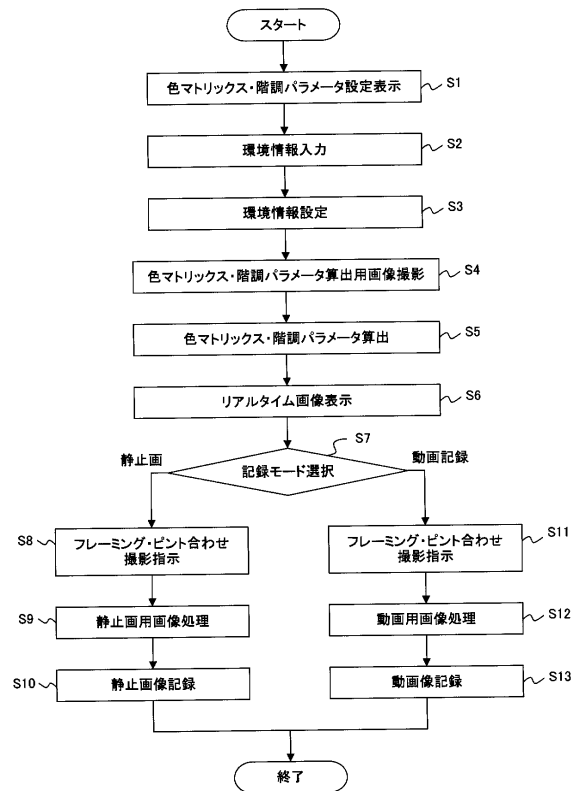 スタート
色マトリックス・階調パラメータ設定表示
S1
環境情報入力
S2
環境情報設定
S3
色マトリックス・階調パラメータ算出用画像撮影
S4
色マトリックス・階調パラメータ算出
S5
リアルタイム画像表示
S6
S7
静止画
記録モード選択
動画記録
S8
フレーミング・ピント合わせ
撮影指示
S9
静止画用画像処理
S10
静止画像記録
フレーミング・ピント合わせ
撮影指示
S11
動画用画像処理
S12
動画像記録
S13
終了